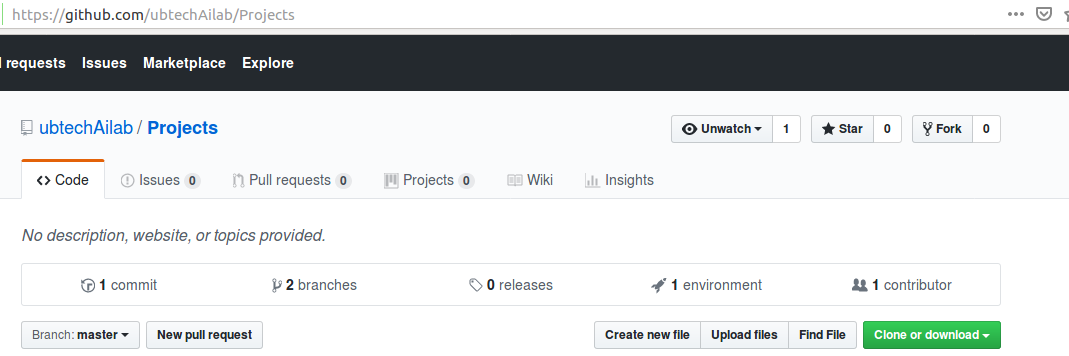 https://github.com/ubtechAilab/Projects
requests Issues Marketplace Explore
ubtechAilab / Projects Unwatch 1 Star 0 Fork 0
Code Issues 0 Pull requests 0 Projects 0 Wiki Insights
No description, website, or topics provided.
1 commit 2 branches 0 releases 1 environment 1 contributor
Branch: master New pull request Create new file Upload files Find File Clone or download